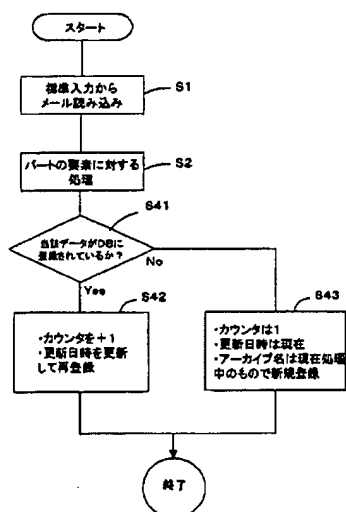 スタート
標準入力から
メール読み込み
S1
パートの要素に対する
処理
S2
S41
当該データがDBに
登録されているか?
No
Yes
S42
・カウンタを+1
・更新日時を更新
して再登録
S43
・カウンタは1
・更新日時は現在
・アーカイブ名は現在処理
中のもので新規登録
終了